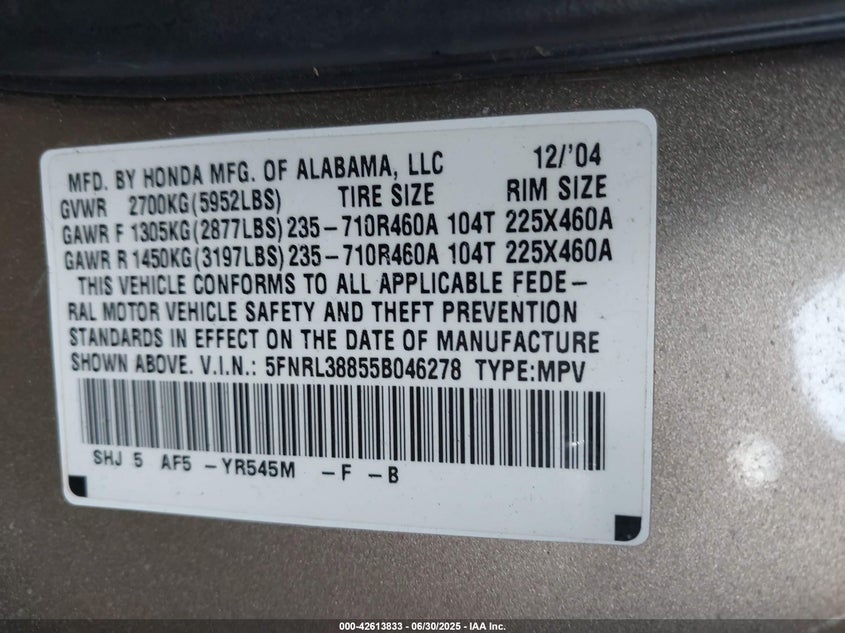 MFD. BY HONDA MFG. OF ALABAMA, LLC 12/'04
GVWR 2700KG(5952LBS) TIRE SIZE RIM SIZE
GAWR F 1305KG(2877LBS) 235-710R460A 104T 225X460A
GAWR R 1450KG(3197LBS) 235-710R460A 104T 225X460A
THIS VEHICLE CONFORMS TO ALL APPLICABLE FEDE-
RAL MOTOR VEHICLE SAFETY AND THEFT PREVENTION
STANDARDS IN EFFECT ON THE DATE OF MANUFACTURE
SHOWN ABOVE. V.I.N.: 5FNRL38855B046278 TYPE:MPV
SHJ 5 AF5 -YR545M -F -B
000-42613833 - 06/30/2025 - IAA Inc.